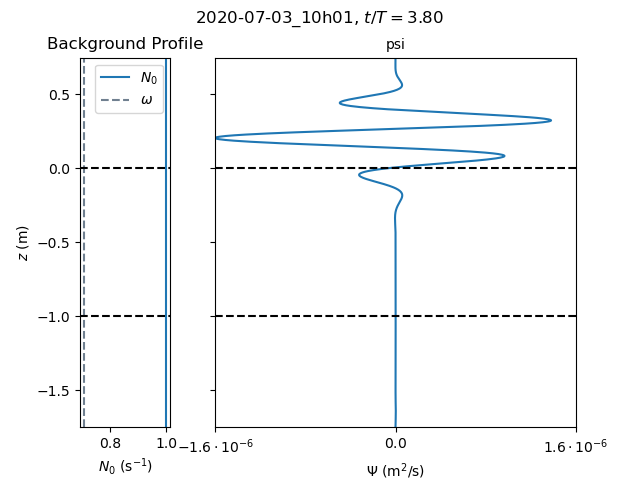 2020-07-03_10h01, t/T = 3.80
Background Profile
psi
N₀
ω
z (m)
0.5
0.0
−0.5
−1.0
−1.5
0.8
1.0
N₀ (s⁻¹)
−1.6 · 10⁻⁶
0.0
1.6 · 10⁻⁶
Ψ (m²/s)